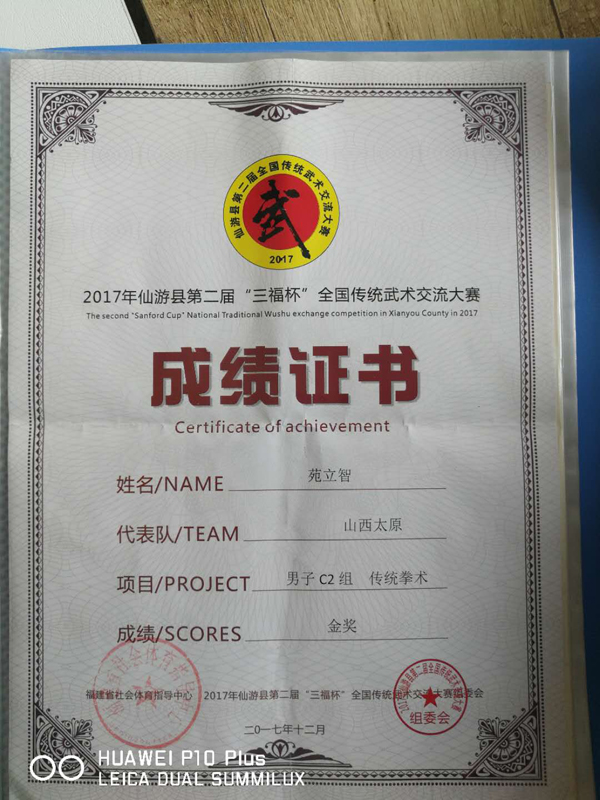 仙游县第二届全国传统武术交流大赛
武
2017
2017年仙游县第二届“三福杯”全国传统武术交流大赛
The second "Sanford Cup" National Traditional Wushu exchange competition in Xianyou County in 2017
成绩证书
Certificate of achievement
姓名/NAME 苑立智
代表队/TEAM 山西太原
项目/PROJECT 男子 C2 组 传统拳术
成绩/SCORES 金奖
福建省社会体育指导中心 2017年仙游县第二届“三福杯”全国传统武术交流大赛组委会
组委会
二〇一七年十二月
HUAWEI P10 Plus
LEICA DUAL SUMMILUX